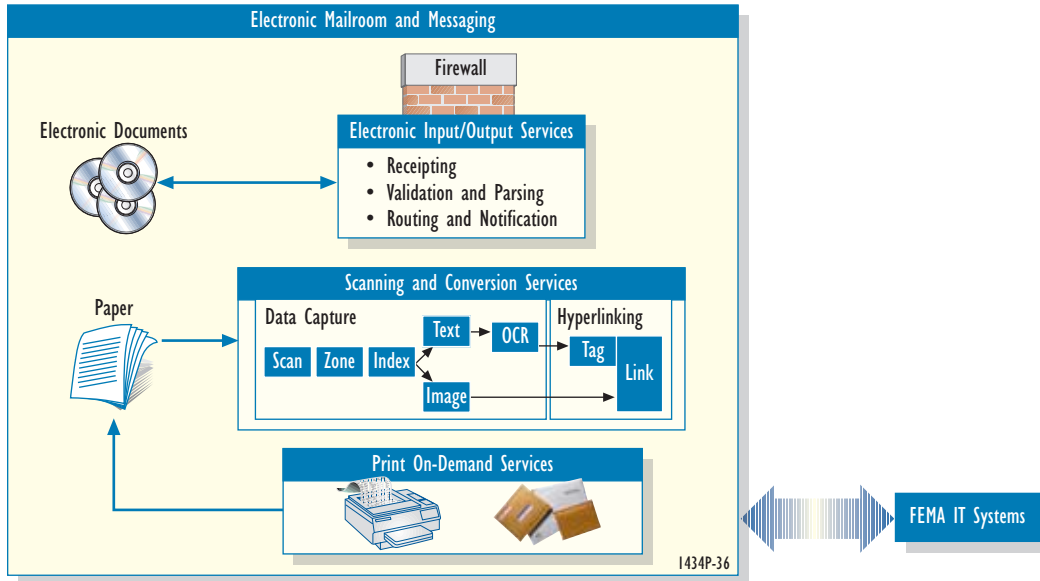 Electronic Mailroom and Messaging
Firewall
Electronic Documents
Electronic Input/Output Services
• Receipting
• Validation and Parsing
• Routing and Notification
Scanning and Conversion Services
Paper
Data Capture
Hyperlinking
Text
OCR
Scan
Zone
Index
Tag
Link
Image
Print On-Demand Services
FEMA IT Systems
1434P-36